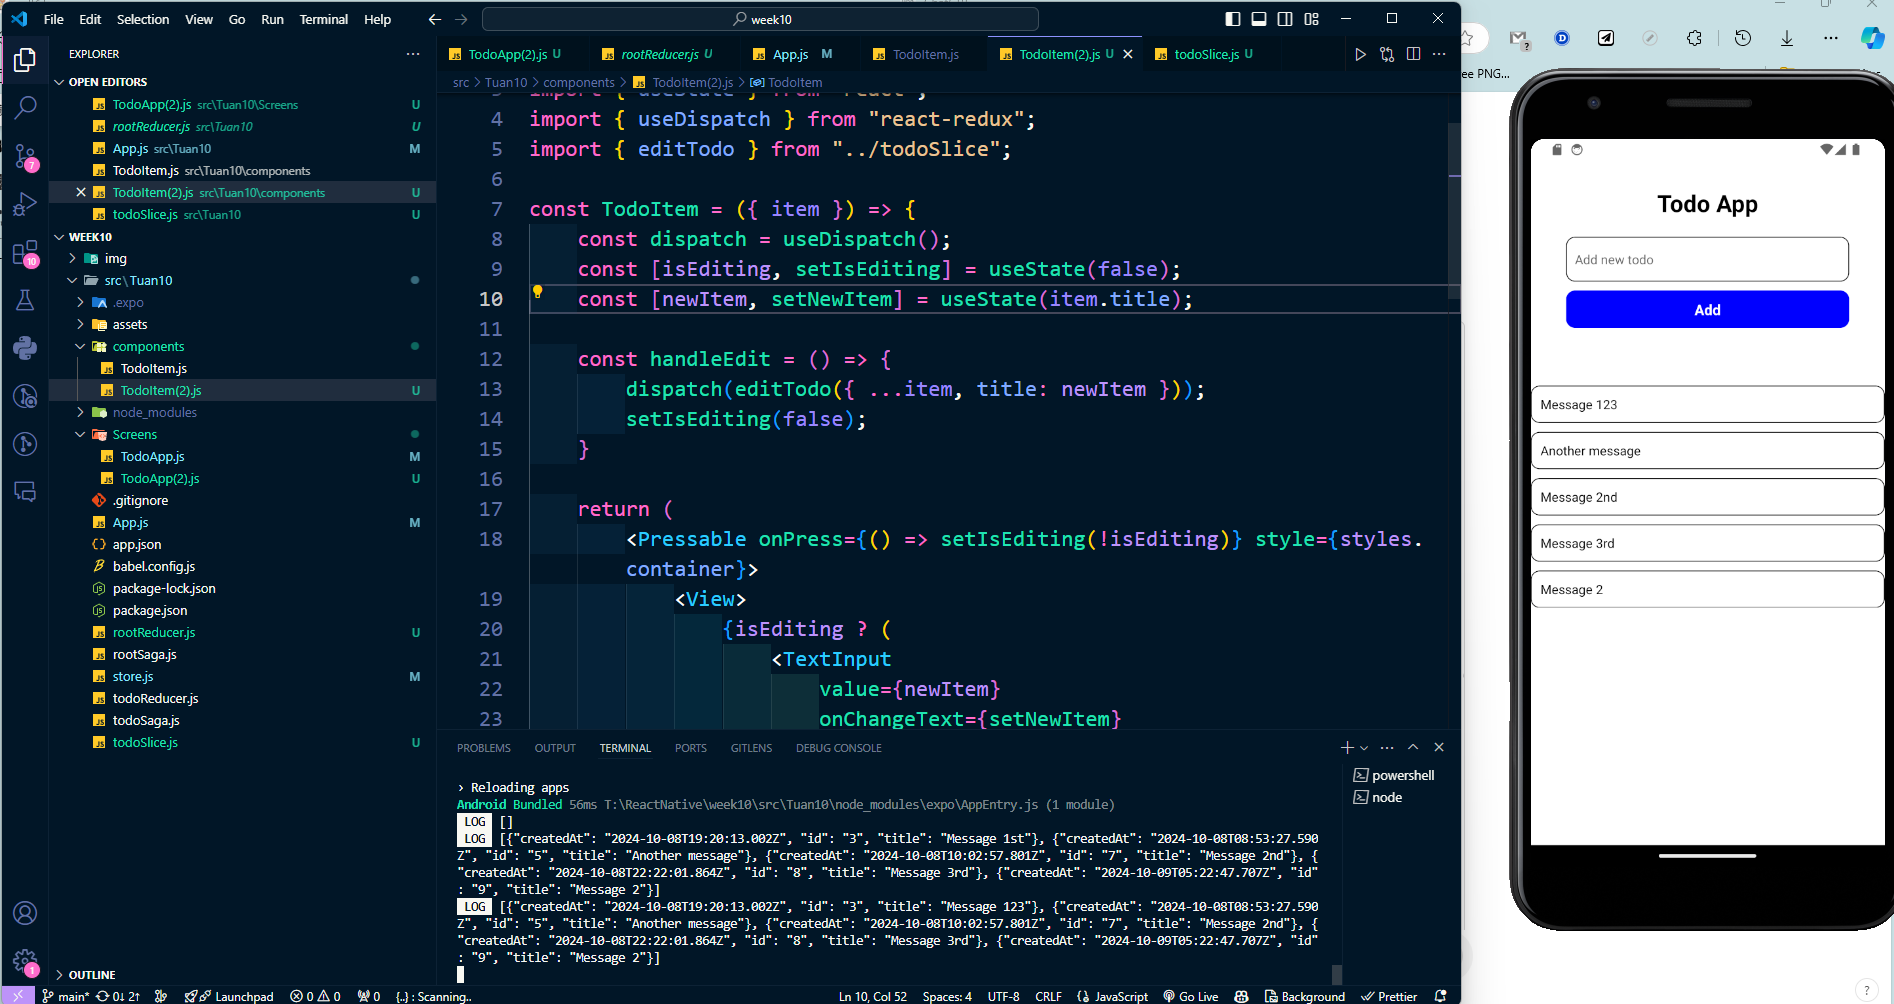 File Edit Selection View Go Run Terminal Help
week10
EXPLORER
OPEN EDITORS
TodoApp(2).js src\Tuan10\Screens U
rootReducer.js src\Tuan10 U
App.js src\Tuan10 M
TodoItem.js src\Tuan10\components
TodoItem(2).js src\Tuan10\components U
todoSlice.js src\Tuan10 U
WEEK10
img
src\Tuan10
.expo
assets
components
TodoItem.js
TodoItem(2).js U
node_modules
Screens
TodoApp.js M
TodoApp(2).js U
.gitignore
App.js M
app.json
babel.config.js
package-lock.json
package.json
rootReducer.js U
rootSaga.js
store.js M
todoReducer.js
todoSaga.js
todoSlice.js U
OUTLINE
7
10
1
TodoApp(2).js U rootReducer.js U App.js M TodoItem.js TodoItem(2).js U todoSlice.js U
src > Tuan10 > components > TodoItem(2).js > TodoItem
3 import { useState } from "react";
4 import { useDispatch } from "react-redux";
5 import { editTodo } from "../todoSlice";
6
7 const TodoItem = ({ item }) => {
8 const dispatch = useDispatch();
9 const [isEditing, setIsEditing] = useState(false);
10 const [newItem, setNewItem] = useState(item.title);
11
12 const handleEdit = () => {
13 dispatch(editTodo({ ...item, title: newItem }));
14 setIsEditing(false);
15 }
16
17 return (
18 <Pressable onPress={() => setIsEditing(!isEditing)} style={styles.
container}>
19 <View>
20 {isEditing ? (
21 <TextInput
22 value={newItem}
23 onChangeText={setNewItem}
PROBLEMS OUTPUT TERMINAL PORTS GITLENS DEBUG CONSOLE
› Reloading apps
Android Bundled 56ms T:\ReactNative\week10\src\Tuan10\node_modules\expo\AppEntry.js (1 module)
LOG []
LOG [{"createdAt": "2024-10-08T19:20:13.002Z", "id": "3", "title": "Message 1st"}, {"createdAt": "2024-10-08T08:53:27.590
Z", "id": "5", "title": "Another message"}, {"createdAt": "2024-10-08T10:02:57.801Z", "id": "7", "title": "Message 2nd"}, {
"createdAt": "2024-10-08T22:22:01.864Z", "id": "8", "title": "Message 3rd"}, {"createdAt": "2024-10-09T05:22:47.707Z", "id"
: "9", "title": "Message 2"}]
LOG [{"createdAt": "2024-10-08T19:20:13.002Z", "id": "3", "title": "Message 123"}, {"createdAt": "2024-10-08T08:53:27.590
Z", "id": "5", "title": "Another message"}, {"createdAt": "2024-10-08T10:02:57.801Z", "id": "7", "title": "Message 2nd"}, {
"createdAt": "2024-10-08T22:22:01.864Z", "id": "8", "title": "Message 3rd"}, {"createdAt": "2024-10-09T05:22:47.707Z", "id"
: "9", "title": "Message 2"}]
powershell
node
main* 0↓ 2↑ Launchpad 0 0 0 {..} : Scanning..
Ln 10, Col 52 Spaces: 4 UTF-8 CRLF JavaScript Go Live Background Prettier
PNG...
Todo App
Add new todo
Add
Message 123
Another message
Message 2nd
Message 3rd
Message 2